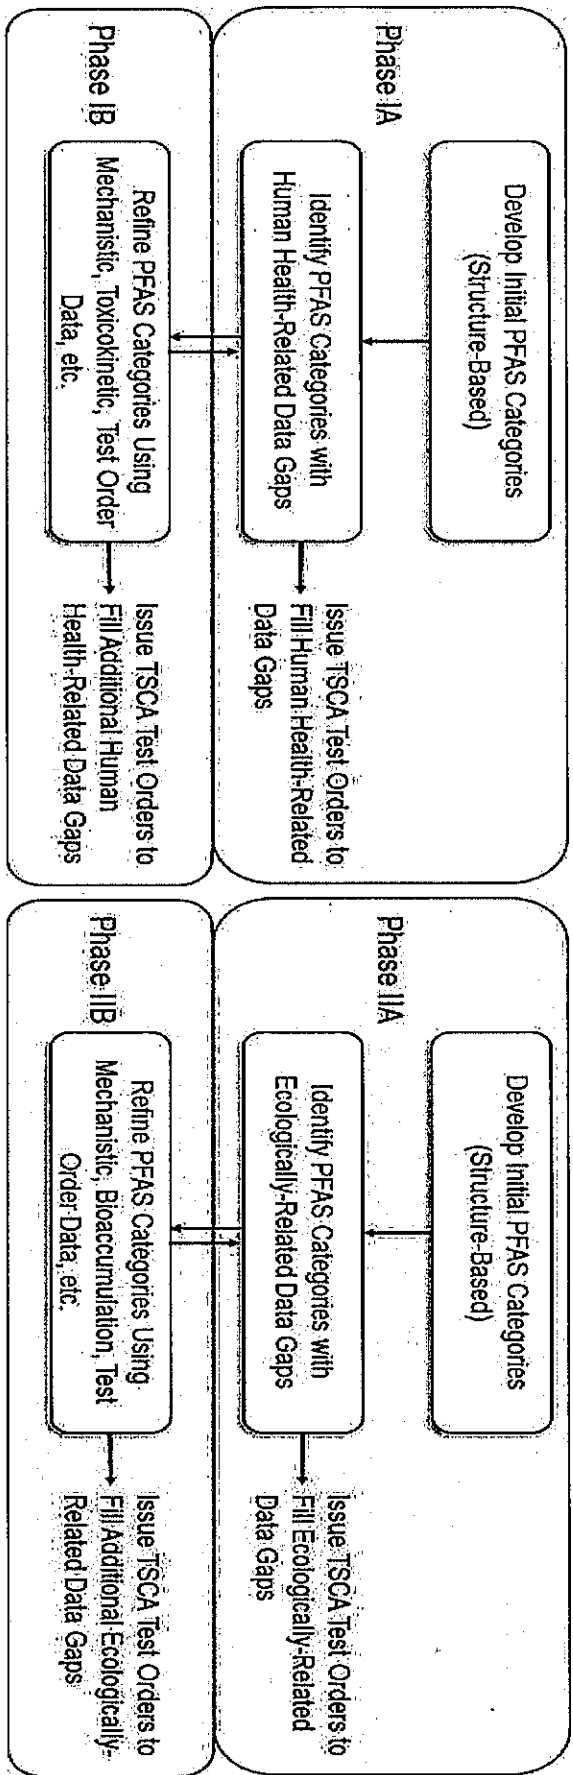 Phase IA
Develop Initial PFAS Categories
(Structure-Based)
Identify PFAS Categories with
Human Health-Related Data Gaps
Issue TSCA Test Orders to
Fill Human Health-Related
Data Gaps
Phase IB
Refine PFAS Categories Using
Mechanistic, Toxicokinetic, Test Order
Data, etc.
Issue TSCA Test Orders to
Fill Additional Human
Health-Related Data Gaps
Phase IIA
Develop Initial PFAS Categories
(Structure-Based)
Identify PFAS Categories with
Ecologically-Related Data Gaps
Issue TSCA Test Orders to
Fill Ecologically-Related
Data Gaps
Phase IIB
Refine PFAS Categories Using
Mechanistic, Bioaccumulation, Test
Order Data, etc.
Issue TSCA Test Orders to
Fill Additional Ecologically-
Related Data Gaps